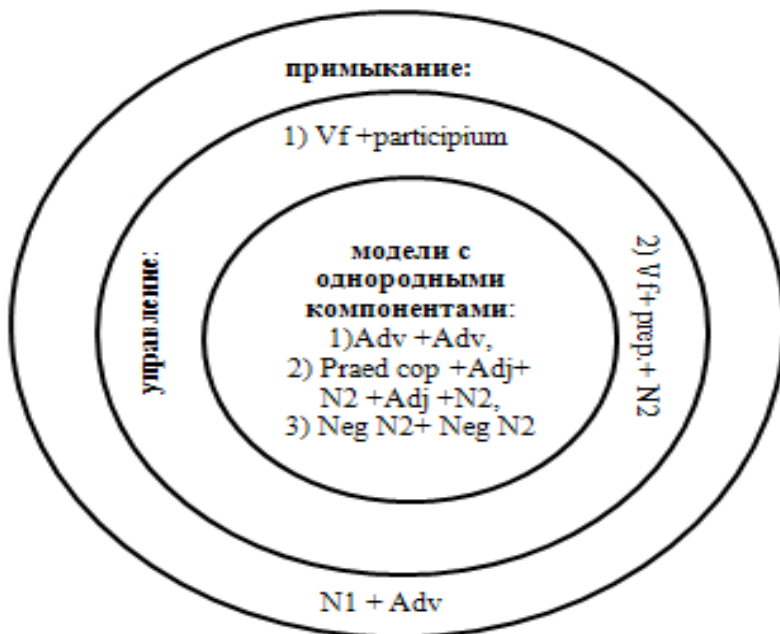 примыкание:
1) Vf +participium
управление:
модели с
однородными
компонентами:
1)Adv +Adv,
2) Praed cop +Adj+
N2 +Adj +N2,
3) Neg N2+ Neg N2
2) Vf+prep.+ N2
N1 + Adv